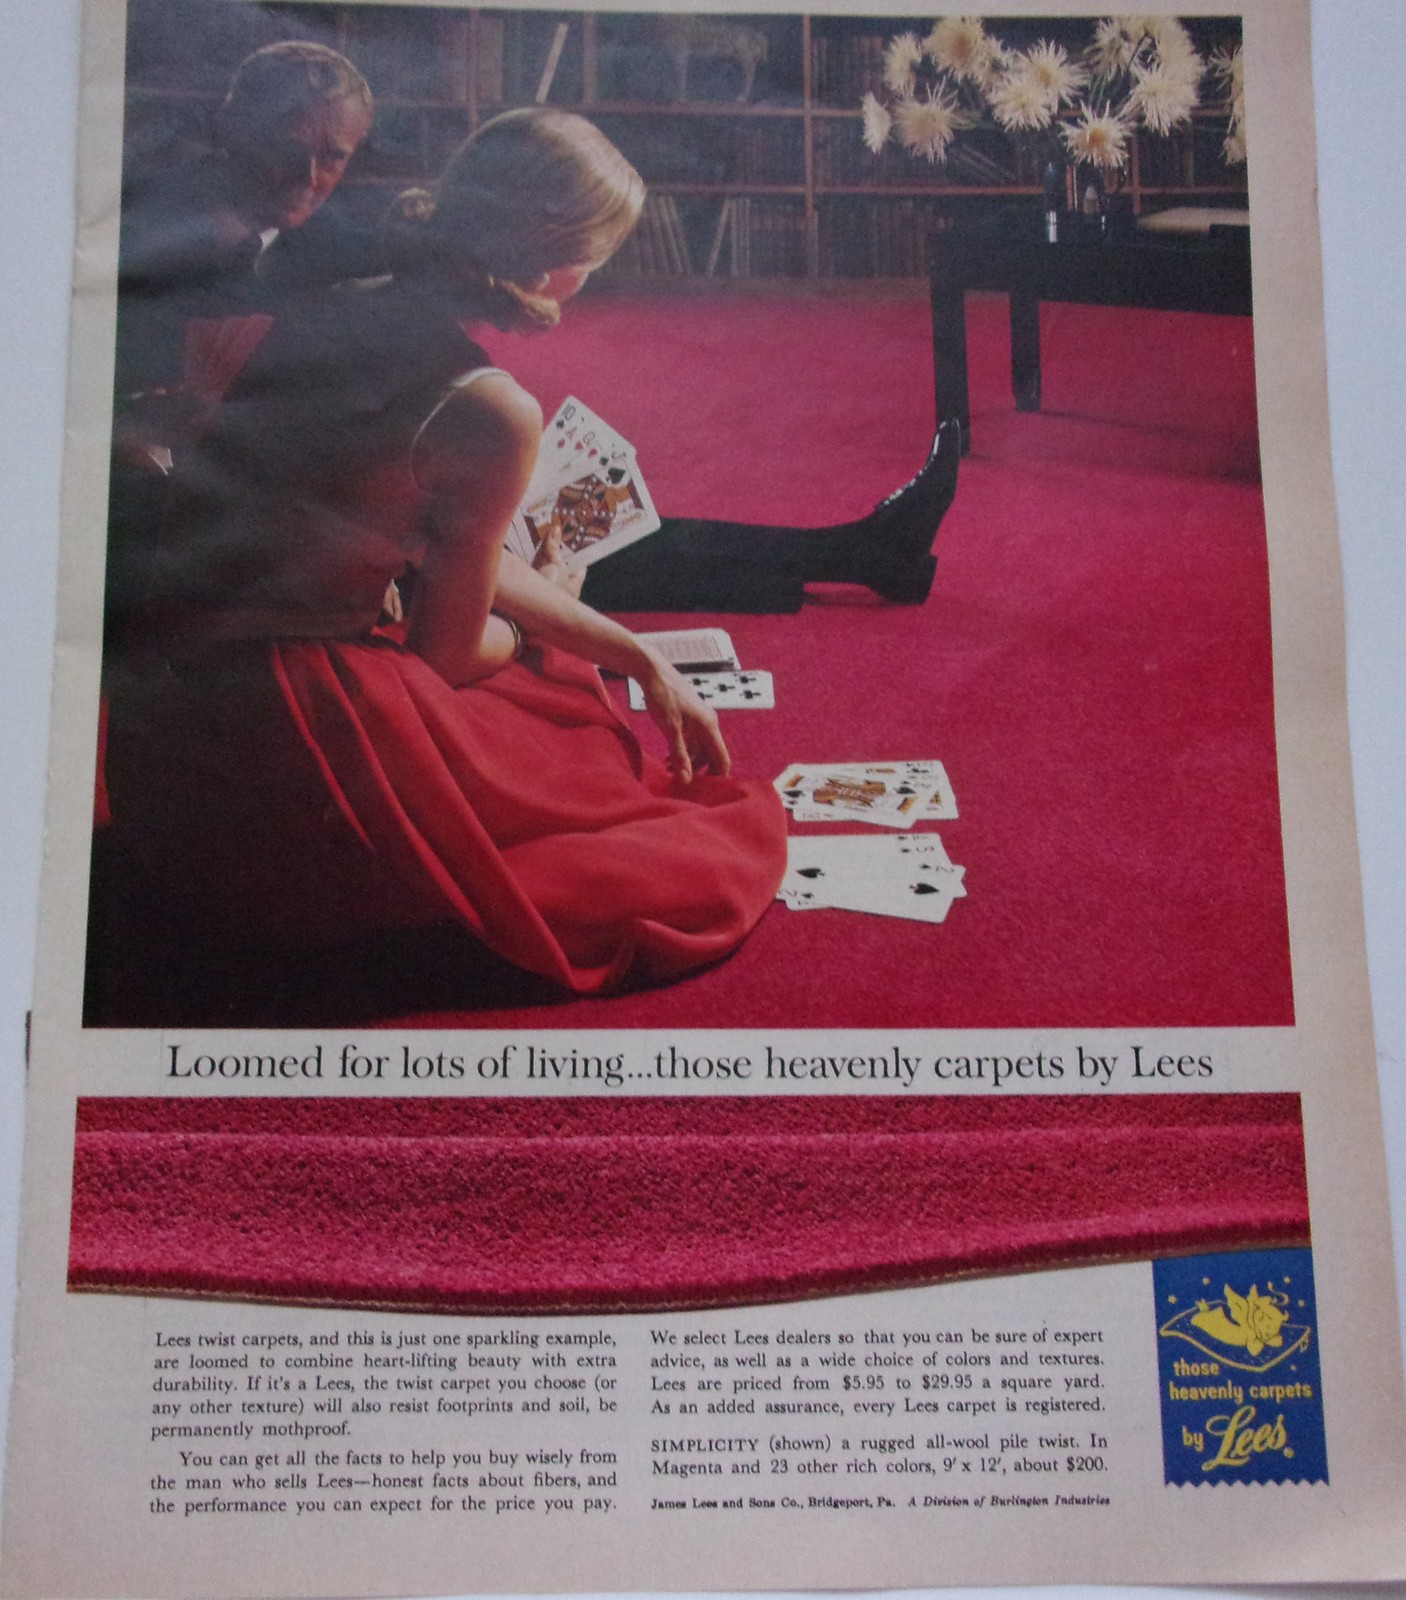 Loomed for lots of living...those heavenly carpets by Lees
Lees twist carpets, and this is just one sparkling example,
are loomed to combine heart-lifting beauty with extra
durability. If it's a Lees, the twist carpet you choose (or
any other texture) will also resist footprints and soil, be
permanently mothproof.
You can get all the facts to help you buy wisely from
the man who sells Lees—honest facts about fibers, and
the performance you can expect for the price you pay.
We select Lees dealers so that you can be sure of expert
advice, as well as a wide choice of colors and textures.
Lees are priced from $5.95 to $29.95 a square yard.
As an added assurance, every Lees carpet is registered.
SIMPLICITY (shown) a rugged all-wool pile twist. In
Magenta and 23 other rich colors, 9' x 12', about $200.
James Lees and Sons Co., Bridgeport, Pa. A Division of Burlington Industries
those
heavenly carpets
by Lees